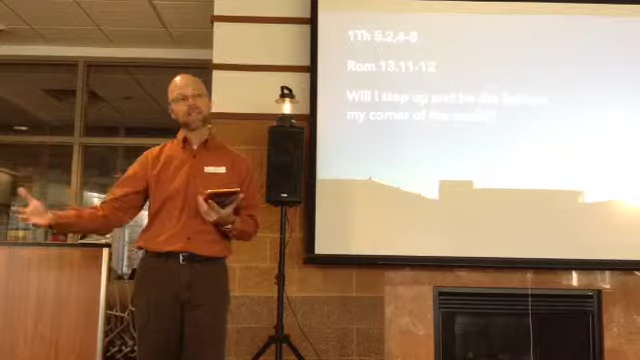 1Th 5.2,4-8
Rom 13.11-12
Will I step up and be the
my corner of the world?